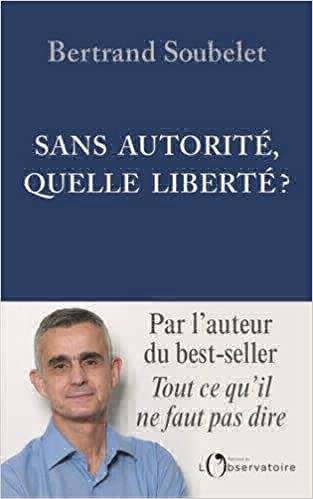 Bertrand Soubelet
SANS AUTORITÉ,
QUELLE LIBERTÉ ?
Par l'auteur
du best-seller
Tout ce qu'il
ne faut pas dire
L'Observatoire